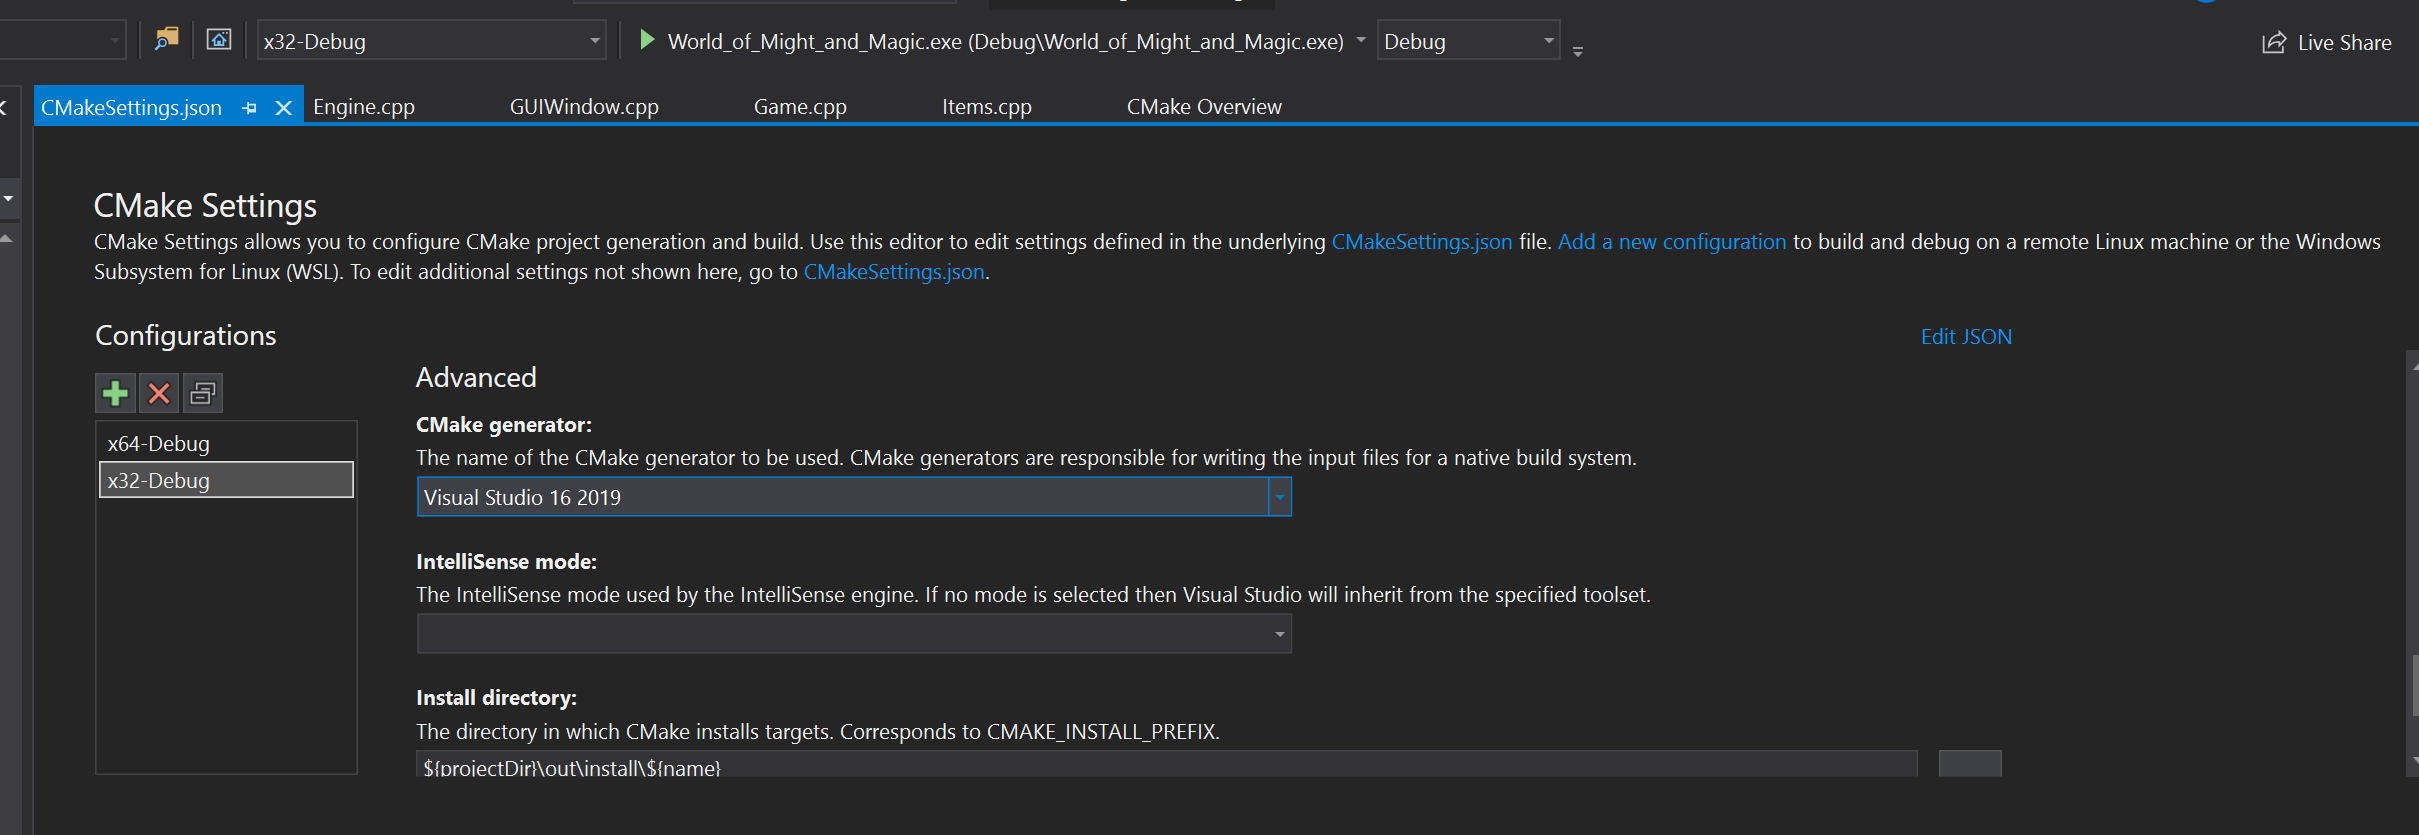 x32-Debug
World_of_Might_and_Magic.exe (Debug\World_of_Might_and_Magic.exe)
Debug
Live Share
CMakeSettings.json
Engine.cpp
GUIWindow.cpp
Game.cpp
Items.cpp
CMake Overview
CMake Settings
CMake Settings allows you to configure CMake project generation and build. Use this editor to edit settings defined in the underlying CMakeSettings.json file. Add a new configuration to build and debug on a remote Linux machine or the Windows
Subsystem for Linux (WSL). To edit additional settings not shown here, go to CMakeSettings.json.
Configurations
Edit JSON
x64-Debug
x32-Debug
Advanced
CMake generator:
The name of the CMake generator to be used. CMake generators are responsible for writing the input files for a native build system.
Visual Studio 16 2019
IntelliSense mode:
The IntelliSense mode used by the IntelliSense engine. If no mode is selected then Visual Studio will inherit from the specified toolset.
Install directory:
The directory in which CMake installs targets. Corresponds to CMAKE_INSTALL_PREFIX.
${projectDir}\out\install\${name}